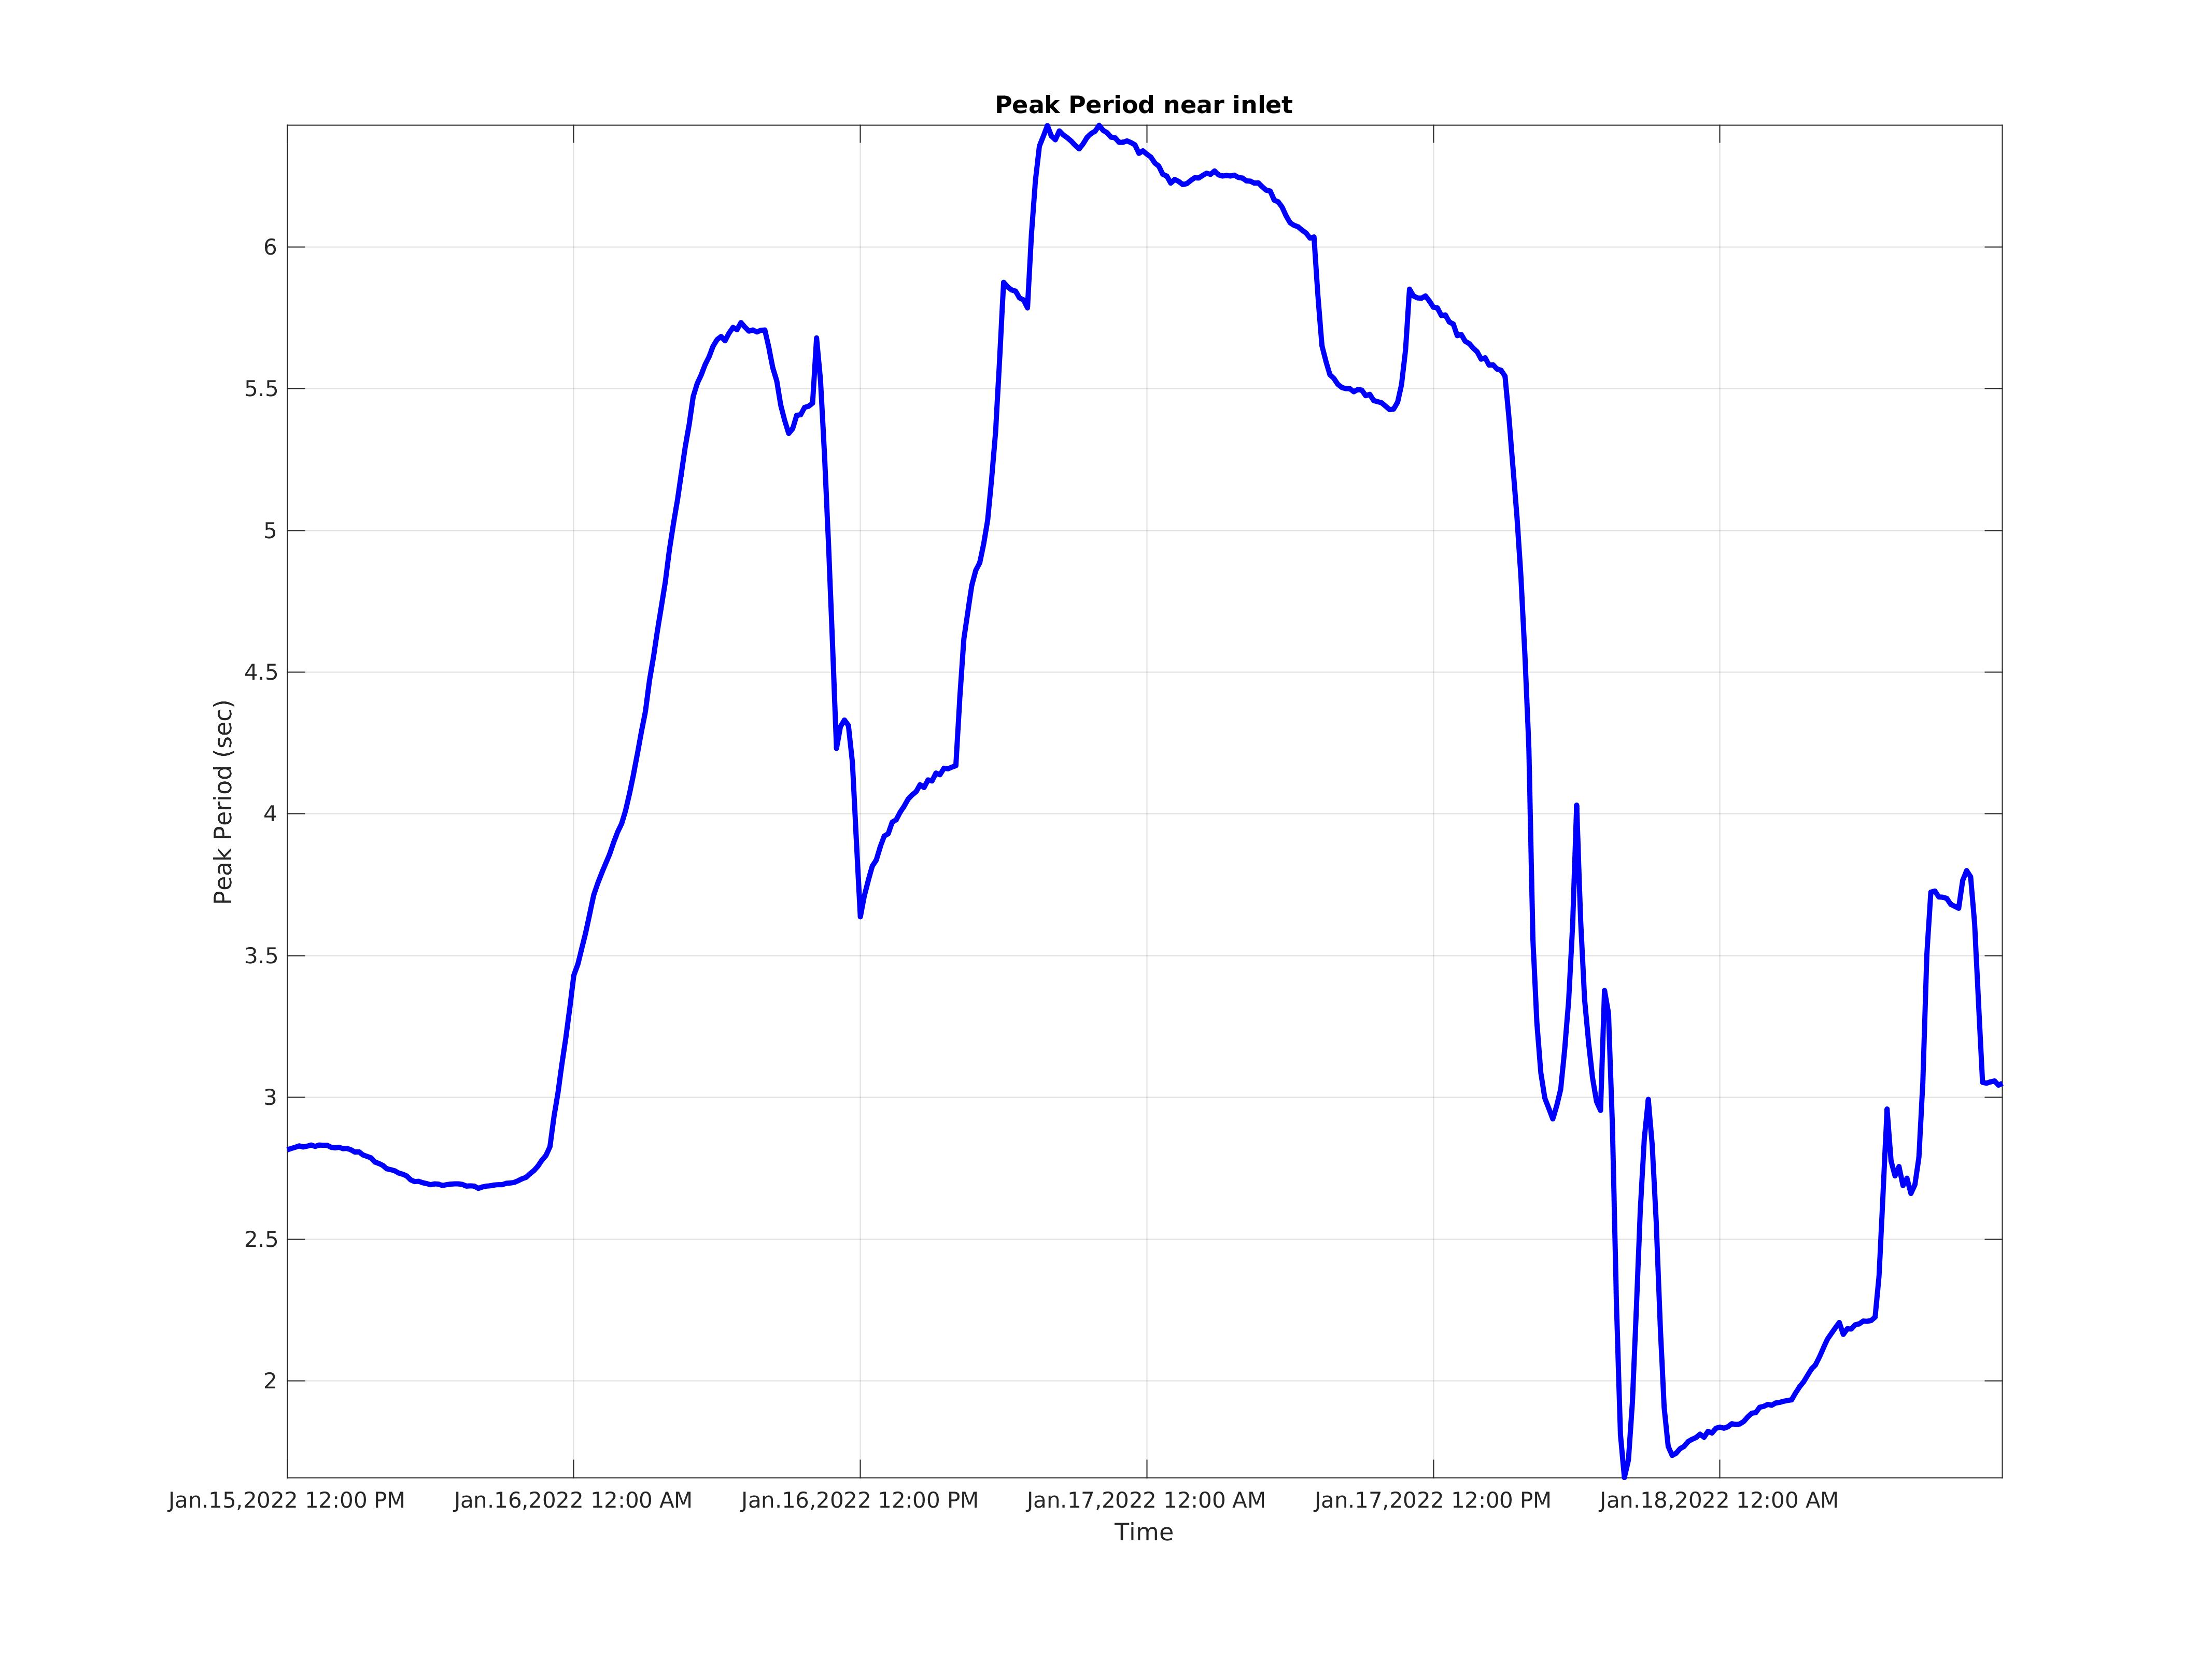 Peak Period near inlet
Peak Period (sec)
6
5.5
5
4.5
4
3.5
3
2.5
2
Jan.15,2022 12:00 PM
Jan.16,2022 12:00 AM
Jan.16,2022 12:00 PM
Jan.17,2022 12:00 AM
Jan.17,2022 12:00 PM
Jan.18,2022 12:00 AM
Time